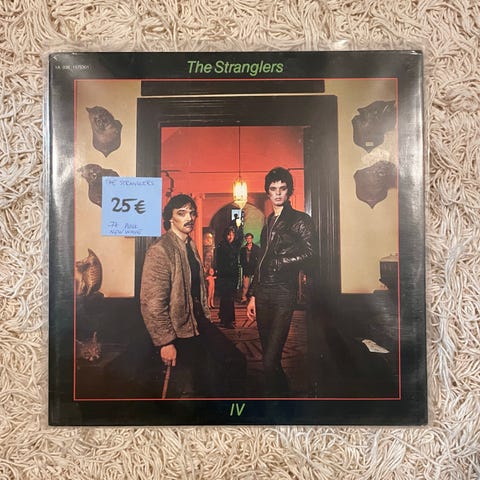 The Stranglers
THE STRANGLERS
25€
-77 PUNK
NEW WAVE
IV